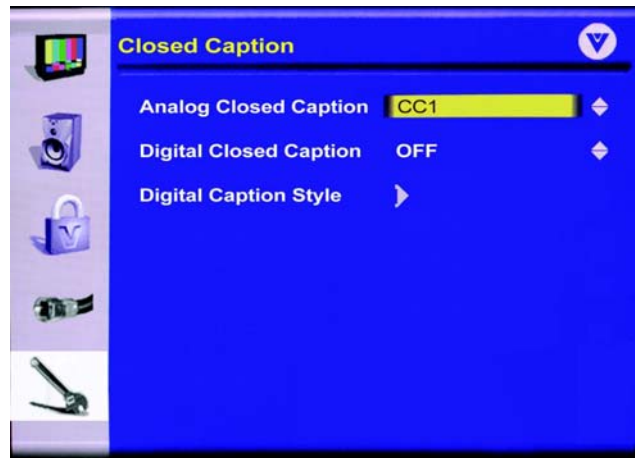 Closed Caption
Analog Closed Caption CC1
Digital Closed Caption OFF
Digital Caption Style